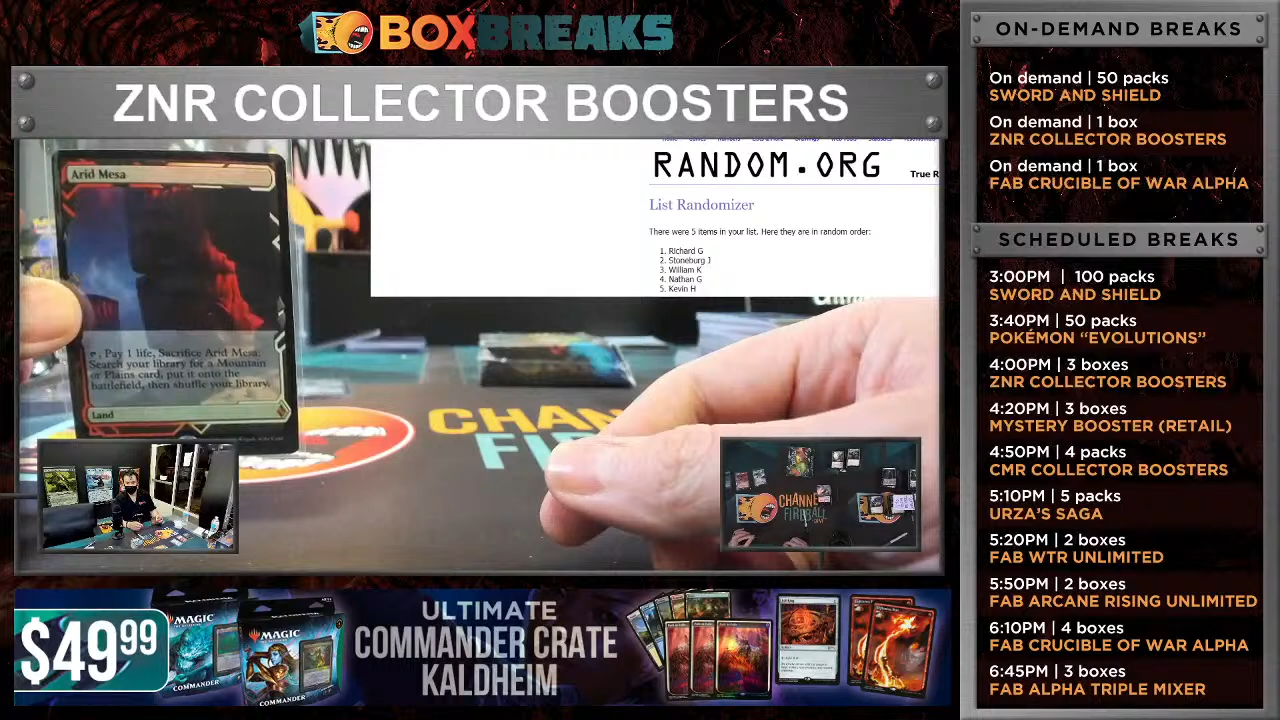 BOXBREAKS
ZNR COLLECTOR BOOSTERS
Arid Mesa
, Pay 1 life, Sacrifice Arid Mesa:
Search your library for a Mountain
or Plains card, put it onto the
battlefield, then shuffle your library.
Land
RANDOM.ORG
True R
List Randomizer
There were 5 items in your list. Here they are in random order:
1. Richard G
2. Stoneburg J
3. William K
4. Nathan G
5. Kevin H
CHAN
FI
CHANNE
FIREBALL
$49.99
MAGIC
COMMANDER
MAGIC
COMMANDER
ULTIMATE
COMMANDER CRATE
KALDHEIM
ON-DEMAND BREAKS
On demand | 50 packs
SWORD AND SHIELD
On demand | 1 box
ZNR COLLECTOR BOOSTERS
On demand | 1 box
FAB CRUCIBLE OF WAR ALPHA
SCHEDULED BREAKS
3:00PM | 100 packs
SWORD AND SHIELD
3:40PM | 50 packs
POKÉMON “EVOLUTIONS”
4:00PM | 3 boxes
ZNR COLLECTOR BOOSTERS
4:20PM | 3 boxes
MYSTERY BOOSTER (RETAIL)
4:50PM | 4 packs
CMR COLLECTOR BOOSTERS
5:10PM | 5 packs
URZA’S SAGA
5:20PM | 2 boxes
FAB WTR UNLIMITED
5:50PM | 2 boxes
FAB ARCANE RISING UNLIMITED
6:10PM | 4 boxes
FAB CRUCIBLE OF WAR ALPHA
6:45PM | 3 boxes
FAB ALPHA TRIPLE MIXER